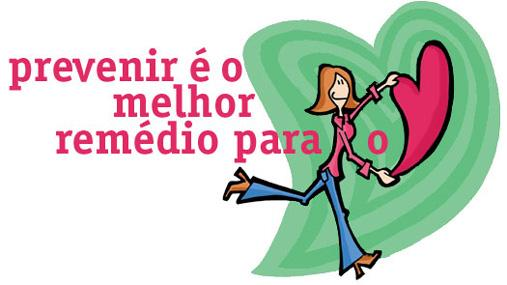 prevenir é o
melhor
remédio para o